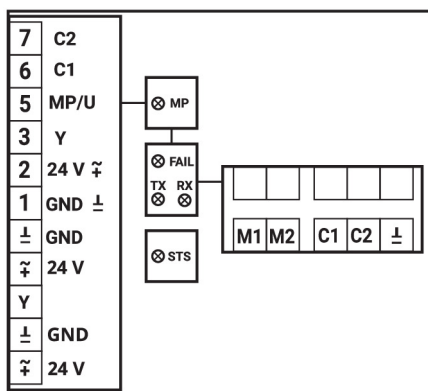 7 C2
6 C1
5 MP/U
3 Y
2 24 V ⏦
1 GND ⊥
⊥ GND
⏦ 24 V
Y
⊥ GND
⏦ 24 V
MP
FAIL
TX RX
STS
M1 M2 C1 C2 ⊥